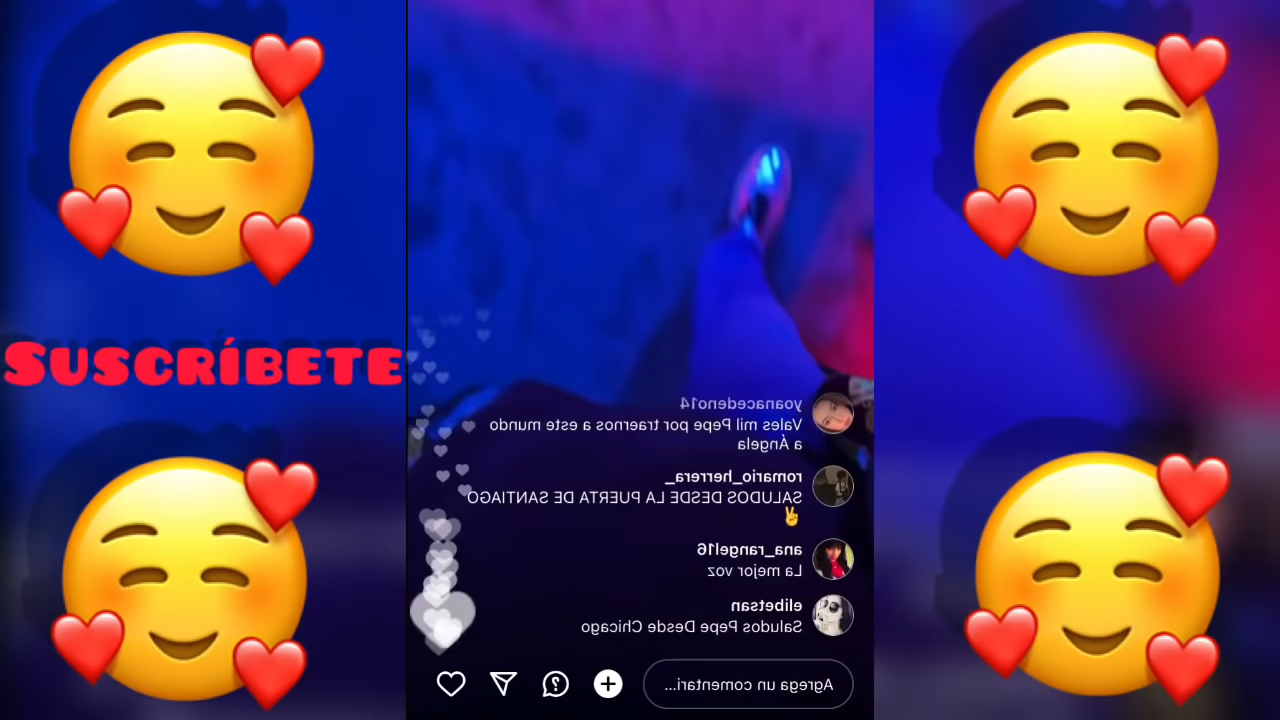 SUSCRÍBETE
yoanacedeno14
Vales mil Pepe por traernos a este mundo
a Ángela
romario_herrera_
SALUDOS DESDE LA PUERTA DE SANTIAGO
✌
ana_rangel16
La mejor voz
elibetsan
Saludos Pepe Desde Chicago
Agrega un comentari...